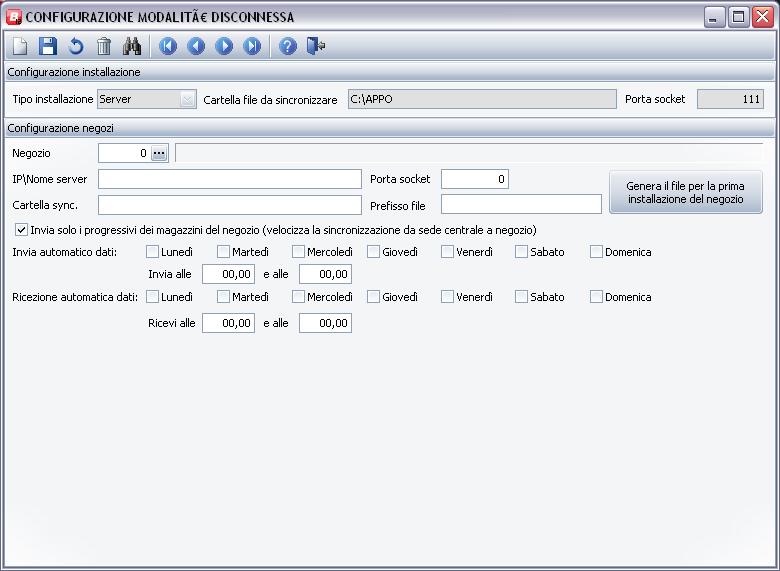 CONFIGURAZIONE MODALITÃ€ DISCONNESSA
Configurazione installazione
Tipo installazione Server Cartella file da sincronizzare C:\APPO Porta socket 111
Configurazione negozi
Negozio 0 ...
IP\Nome server Porta socket 0
Genera il file per la prima installazione del negozio
Cartella sync. Prefisso file
Invia solo i progressivi dei magazzini del negozio (velocizza la sincronizzazione da sede centrale a negozio)
Invia automatico dati: Lunedì Martedì Mercoledì Giovedì Venerdì Sabato Domenica
Invia alle 00,00 e alle 00,00
Ricezione automatica dati: Lunedì Martedì Mercoledì Giovedì Venerdì Sabato Domenica
Ricevi alle 00,00 e alle 00,00